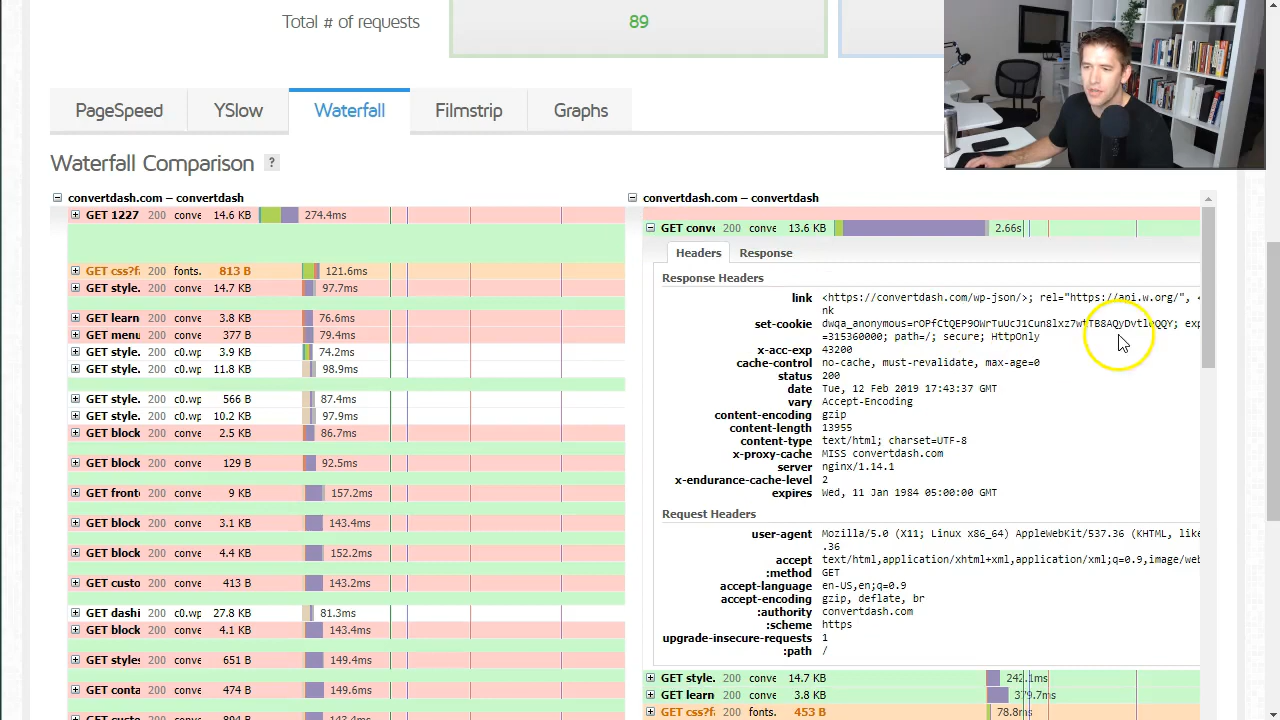 Total # of requests
89
PageSpeed YSlow Waterfall Filmstrip Graphs
Waterfall Comparison ?
convertdash.com – convertdash
GET 1227 200 conve 14.6 KB 274.4ms
GET css?f 200 fonts. 813 B 121.6ms
GET style. 200 conve 14.7 KB 97.7ms
GET learn 200 conve 3.8 KB 76.6ms
GET menu 200 conve 377 B 79.4ms
GET style. 200 c0.wp 3.9 KB 74.2ms
GET style. 200 c0.wp 11.8 KB 98.9ms
GET style. 200 conve 566 B 87.4ms
GET style. 200 conve 10.2 KB 97.9ms
GET block 200 conve 2.5 KB 86.7ms
GET block 200 conve 129 B 92.5ms
GET front 200 conve 9 KB 157.2ms
GET block 200 conve 3.1 KB 143.4ms
GET block 200 conve 4.4 KB 152.2ms
GET custo 200 conve 413 B 143.2ms
GET dashi 200 c0.wp 27.8 KB 81.3ms
GET block 200 conve 4.1 KB 143.4ms
GET styles 200 conve 651 B 149.4ms
GET conta 200 conve 474 B 149.6ms
GET custo 200 conve 804 B 143.4ms
convertdash.com – convertdash
GET conve 200 conve 13.6 KB 2.66s
Headers Response
Response Headers
link <https://convertdash.com/wp-json/>; rel="https://api.w.org/",
nk
set-cookie exp
=315360000; path=/; secure; HttpOnly
x-acc-exp 43200
cache-control no-cache, must-revalidate, max-age=0
status 200
date Tue, 12 Feb 2019 17:43:37 GMT
vary Accept-Encoding
content-encoding gzip
content-length 13955
content-type text/html; charset=UTF-8
x-proxy-cache MISS convertdash.com
server nginx/1.14.1
x-endurance-cache-level 2
expires Wed, 11 Jan 1984 05:00:00 GMT
Request Headers
user-agent Mozilla/5.0 (X11; Linux x86_64) AppleWebKit/537.36 (KHTML, like
.36
accept text/html,application/xhtml+xml,application/xml;q=0.9,image/web
:method GET
accept-language en-US,en;q=0.9
accept-encoding gzip, deflate, br
:authority convertdash.com
:scheme https
upgrade-insecure-requests 1
:path /
GET style. 200 conve 14.7 KB 242.1ms
GET learn 200 conve 3.8 KB 379.7ms
GET css?f 200 fonts. 453 B 78.8ms